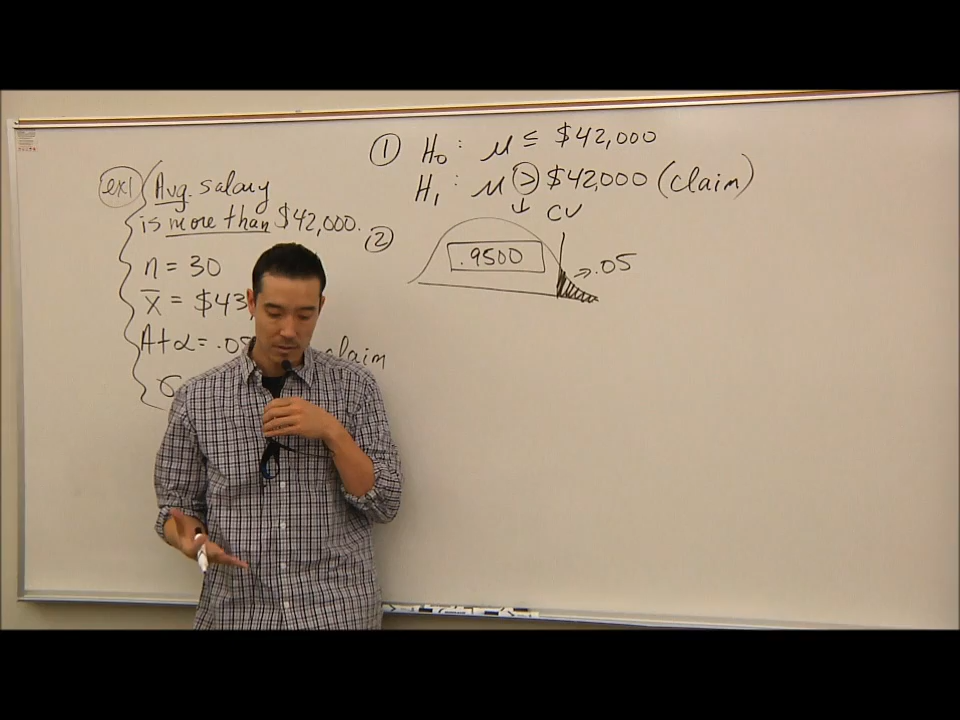 ex1 Avg. salary
is more than $42,000.
n = 30
x̄ = $43
At α = .05 claim
σ
① H₀: μ ≤ $42,000
H₁: μ > $42,000 (claim)
↓ CV
②
.9500 → .05